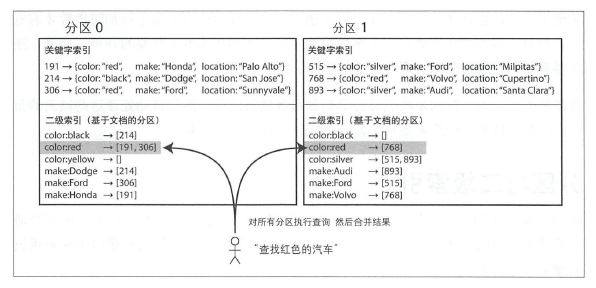 分区 0
关键字索引
191 → {color: "red", make: "Honda", location: "Palo Alto"}
214 → {color: "black", make: "Dodge", location: "San Jose"}
306 → {color: "red", make: "Ford", location: "Sunnyvale"}
二级索引（基于文档的分区）
color:black → [214]
color:red → [191, 306]
color:yellow → []
make:Dodge → [214]
make:Ford → [306]
make:Honda → [191]
分区 1
关键字索引
515 → {color: "silver", make: "Ford", location: "Milpitas"}
768 → {color: "red", make: "Volvo", location: "Cupertino"}
893 → {color: "silver", make: "Audi", location: "Santa Clara"}
二级索引（基于文档的分区）
color:black → []
color:red → [768]
color:silver → [515, 893]
make:Audi → [893]
make:Ford → [515]
make:Volvo → [768]
对所有分区执行查询 然后合并结果
“查找红色的汽车”